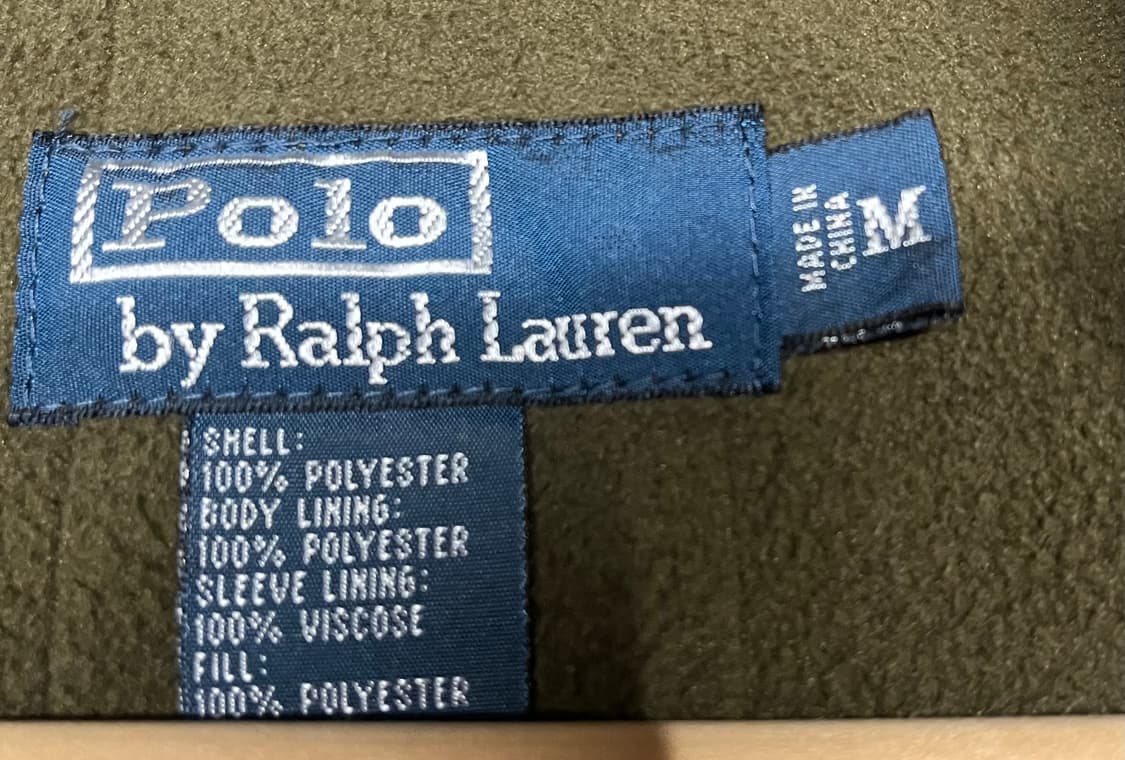 Polo
by Ralph Lauren
MADE IN
CHINA
M
SHELL:
100% POLYESTER
BODY LINING:
100% POLYESTER
SLEEVE LINING:
100% VISCOSE
FILL:
100% POLYESTER